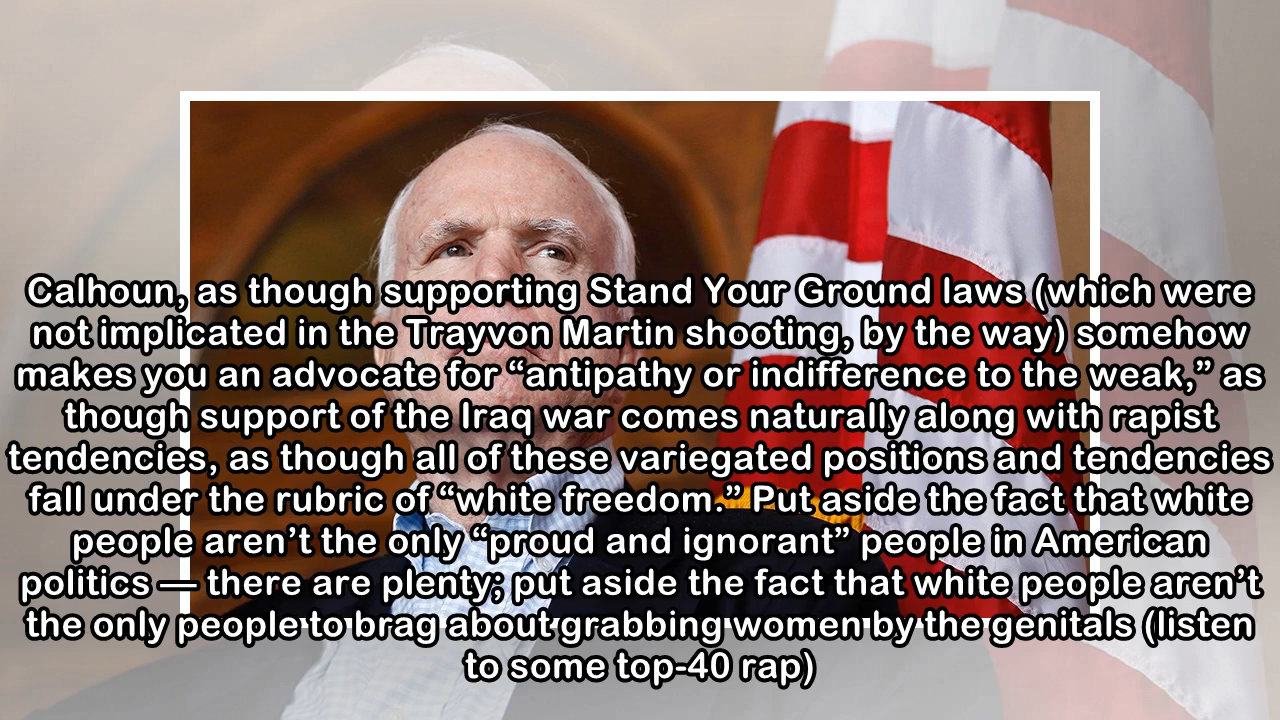 Calhoun, as though supporting Stand Your Ground laws (which were
not implicated in the Trayvon Martin shooting, by the way) somehow
makes you an advocate for “antipathy or indifference to the weak,” as
though support of the Iraq war comes naturally along with rapist
tendencies, as though all of these variegated positions and tendencies
fall under the rubric of “white freedom.” Put aside the fact that white
people aren’t the only “proud and ignorant” people in American
politics — there are plenty; put aside the fact that white people aren’t
the only people to brag about grabbing women by the genitals (listen
to some top-40 rap)